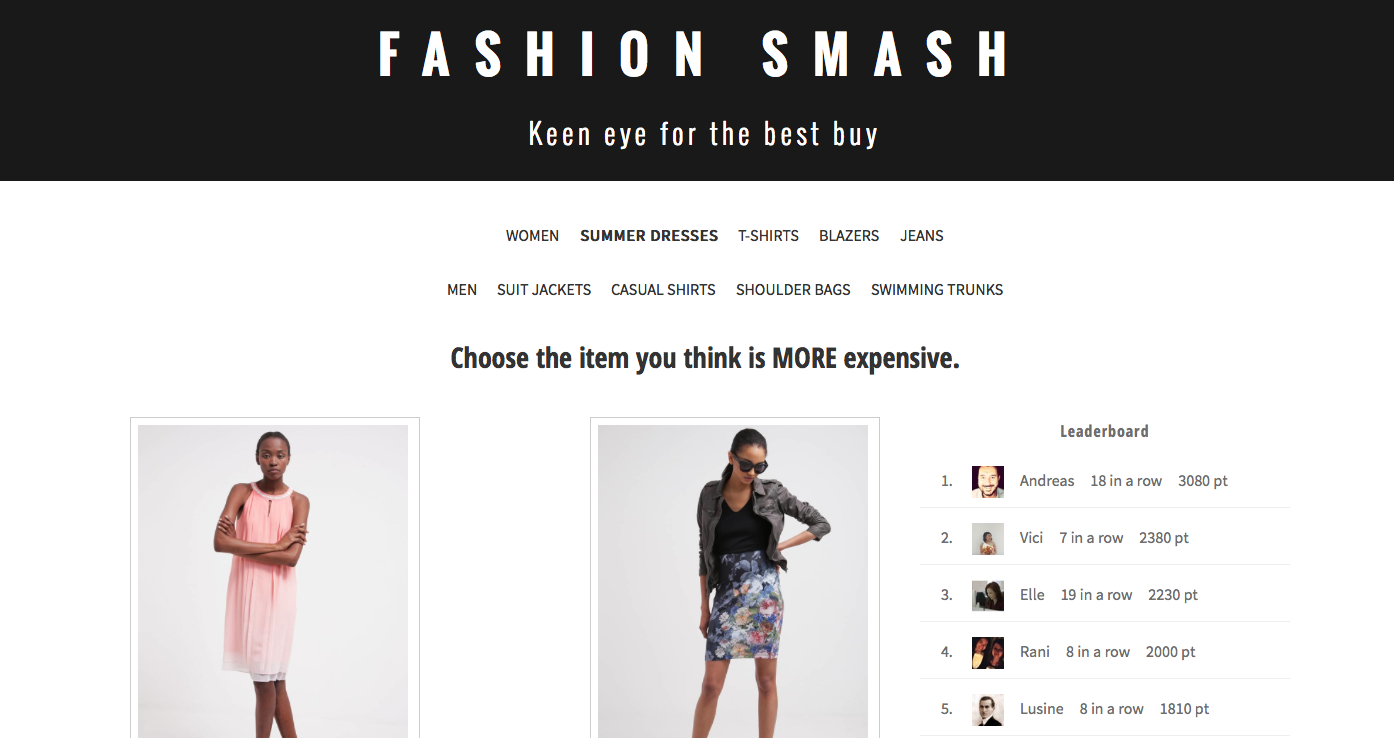 FASHION SMASH
Keen eye for the best buy
WOMEN SUMMER DRESSES T-SHIRTS BLAZERS JEANS
MEN SUIT JACKETS CASUAL SHIRTS SHOULDER BAGS SWIMMING TRUNKS
Choose the item you think is MORE expensive.
Leaderboard
1. Andreas 18 in a row 3080 pt
2. Vici 7 in a row 2380 pt
3. Elle 19 in a row 2230 pt
4. Rani 8 in a row 2000 pt
5. Lusine 8 in a row 1810 pt